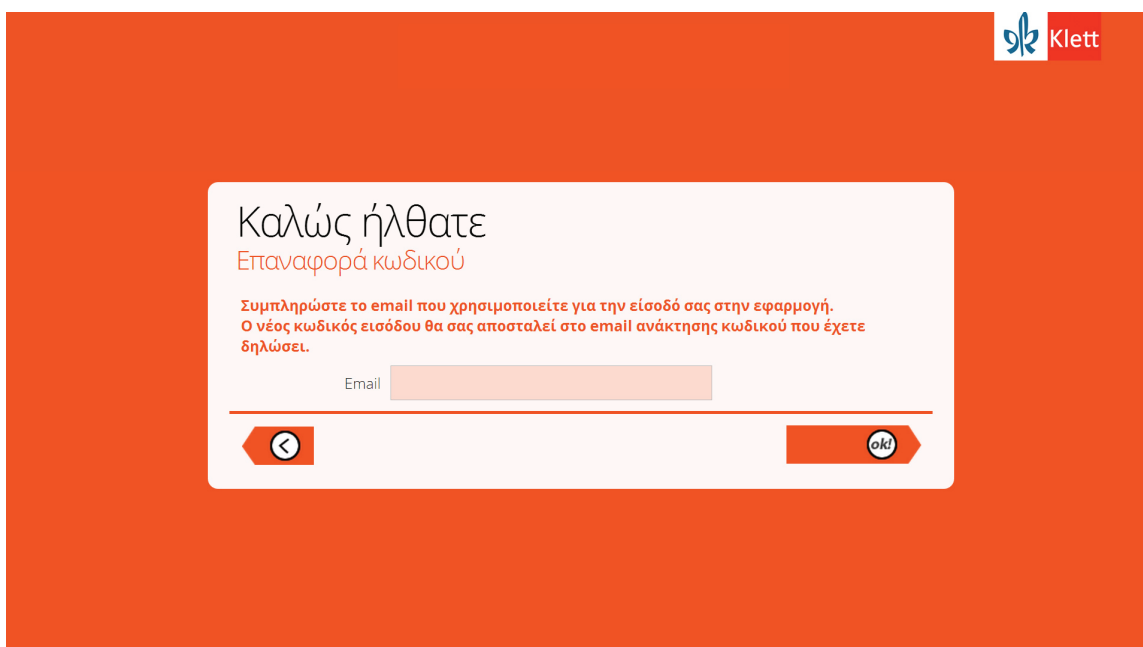 Klett
Καλώς ήλθατε
Επαναφορά κωδικού
Συμπληρώστε το email που χρησιμοποιείτε για την είσοδό σας στην εφαρμογή.
Ο νέος κωδικός εισόδου θα σας αποσταλεί στο email ανάκτησης κωδικού που έχετε
δηλώσει.
Email
ok!